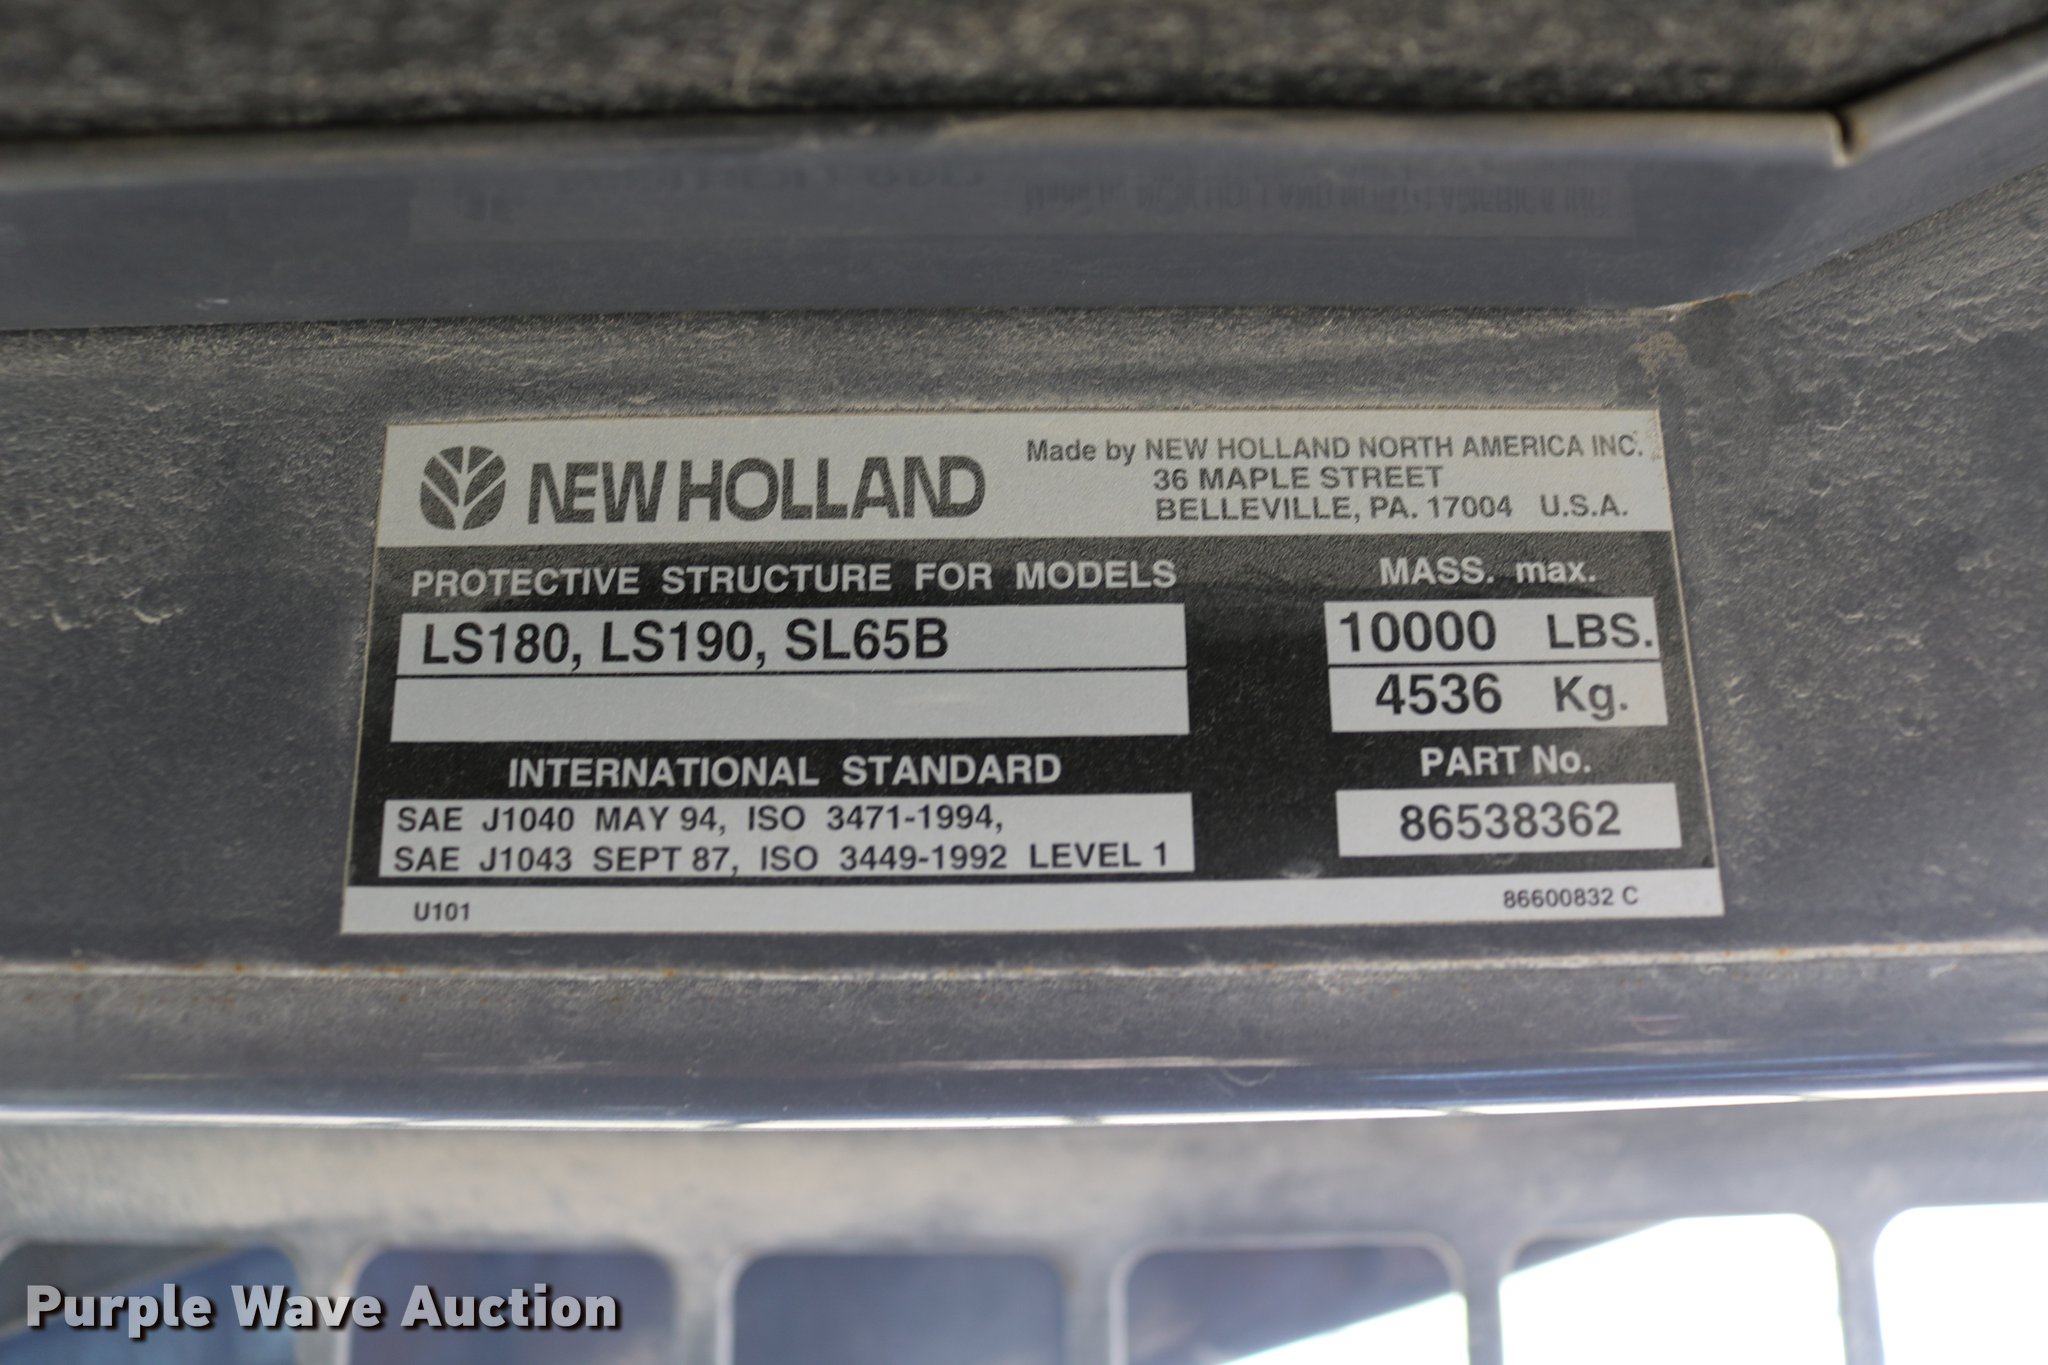 NEW HOLLAND
Made by NEW HOLLAND NORTH AMERICA INC.
36 MAPLE STREET
BELLEVILLE, PA. 17004 U.S.A.
PROTECTIVE STRUCTURE FOR MODELS
LS180, LS190, SL65B
MASS. max.
10000 LBS.
4536 Kg.
INTERNATIONAL STANDARD
SAE J1040 MAY 94, ISO 3471-1994,
SAE J1043 SEPT 87, ISO 3449-1992 LEVEL 1
PART No.
86538362
U101
86600832 C
Purple Wave Auction